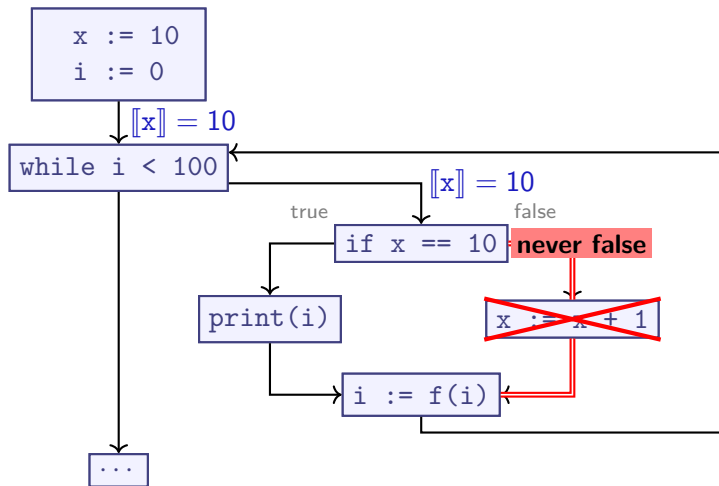 x := 10
i := 0
⟦x⟧ = 10
while i < 100
⟦x⟧ = 10
true
false
if x == 10
never false
print(i)
x := x + 1
i := f(i)
...